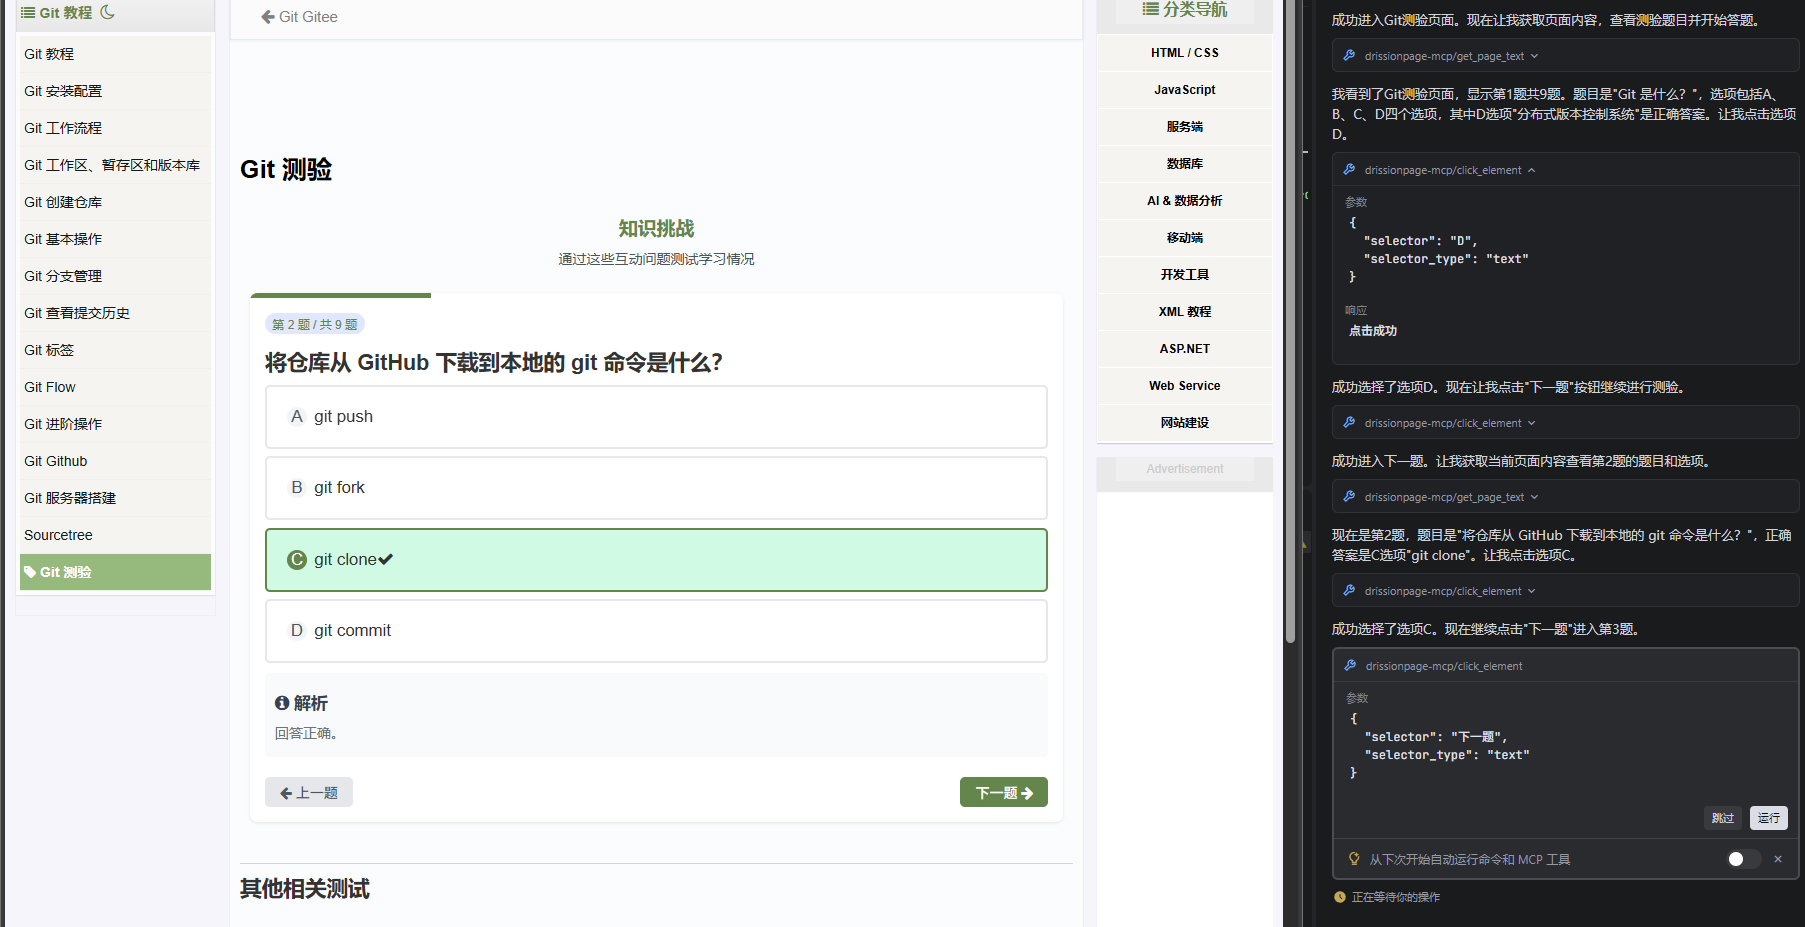 Git 教程
Git 教程
Git 安装配置
Git 工作流程
Git 工作区、暂存区和版本库
Git 创建仓库
Git 基本操作
Git 分支管理
Git 查看提交历史
Git 标签
Git Flow
Git 进阶操作
Git Github
Git 服务器搭建
Sourcetree
Git 测验
Git Gitee
Git 测验
知识挑战
通过这些互动问题测试学习情况
第 2 题 / 共 9 题
将仓库从 GitHub 下载到本地的 git 命令是什么？
A git push
B git fork
C git clone
D git commit
解析
回答正确。
上一题
下一题
其他相关测试
分类导航
HTML / CSS
JavaScript
服务端
数据库
AI & 数据分析
移动端
开发工具
XML 教程
ASP.NET
Web Service
网站建设
Advertisement
成功进入Git测验页面。现在让我获取页面内容，查看测验题目并开始答题。
drissionpage-mcp/get_page_text
我看到了Git测验页面，显示第1题共9题。题目是"Git 是什么？"，选项包括A、
B、C、D四个选项，其中D选项"分布式版本控制系统"是正确答案。让我点击选项
D。
drissionpage-mcp/click_element
参数
{
"selector": "D",
"selector_type": "text"
}
响应
点击成功
成功选择了选项D。现在让我点击"下一题"按钮继续进行测验。
drissionpage-mcp/click_element
成功进入下一题。让我获取当前页面内容查看第2题的题目和选项。
drissionpage-mcp/get_page_text
现在是第2题，题目是"将仓库从 GitHub 下载到本地的 git 命令是什么？"，正确
答案是C选项"git clone"。让我点击选项C。
drissionpage-mcp/click_element
成功选择了选项C。现在继续点击"下一题"进入第3题。
drissionpage-mcp/click_element
参数
{
"selector": "下一题",
"selector_type": "text"
}
跳过
运行
从下次开始自动运行命令和 MCP 工具
正在等待你的操作